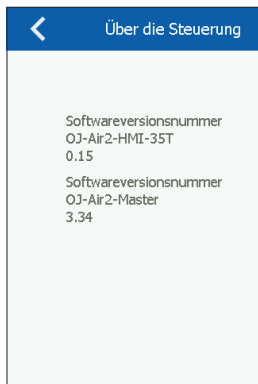 Über die Steuerung
Softwareversionsnummer
OJ-Air2-HMI-35T
0.15
Softwareversionsnummer
OJ-Air2-Master
3.34